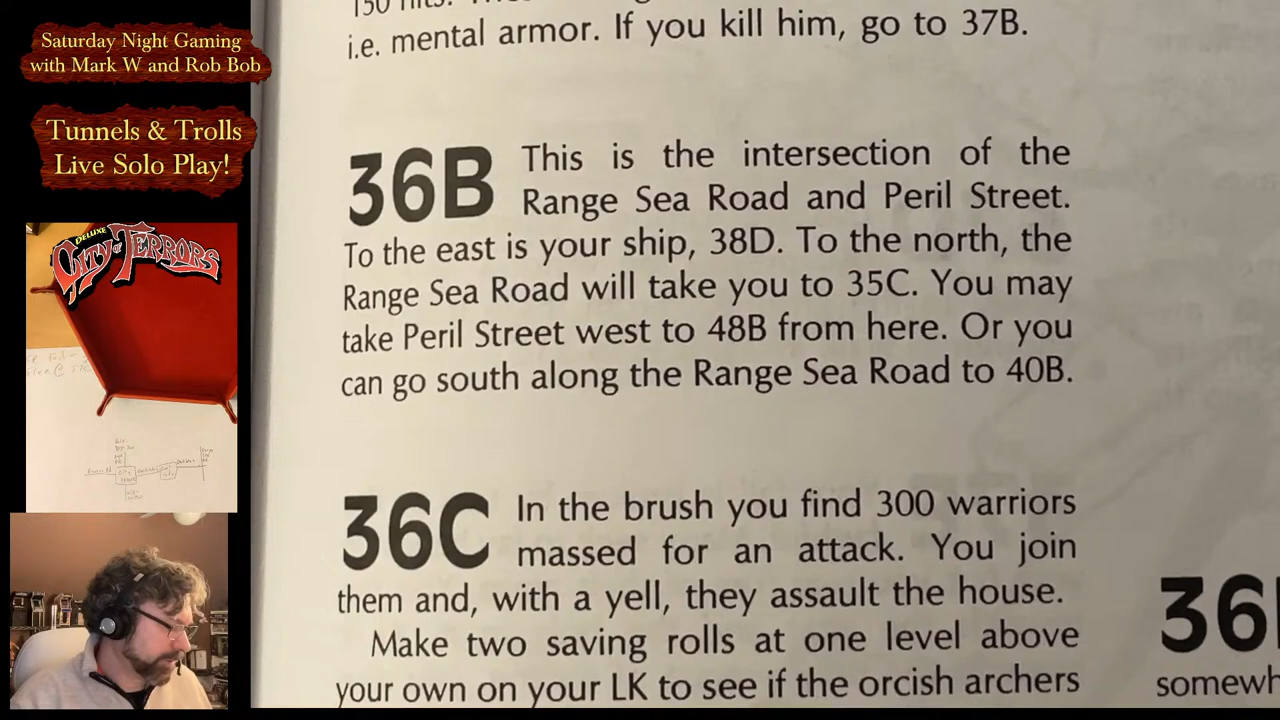 Saturday Night Gaming
with Mark W and Rob Bob
Tunnels & Trolls
Live Solo Play!
DELUXE
CITY OF TERRORS
150 hits.
i.e. mental armor. If you kill him, go to 37B.
36B This is the intersection of the
Range Sea Road and Peril Street.
To the east is your ship, 38D. To the north, the
Range Sea Road will take you to 35C. You may
take Peril Street west to 48B from here. Or you
can go south along the Range Sea Road to 40B.
36C In the brush you find 300 warriors
massed for an attack. You join
them and, with a yell, they assault the house.
Make two saving rolls at one level above
your own on your LK to see if the orcish archers
36
somewh